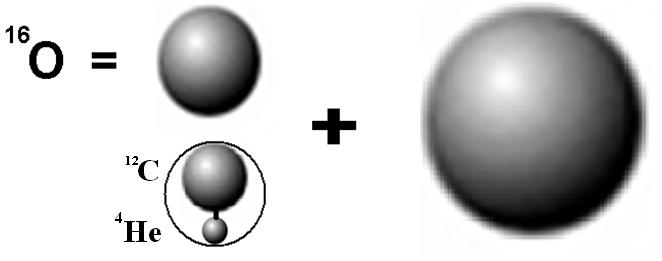 ¹⁶O = +
¹²C
⁴He